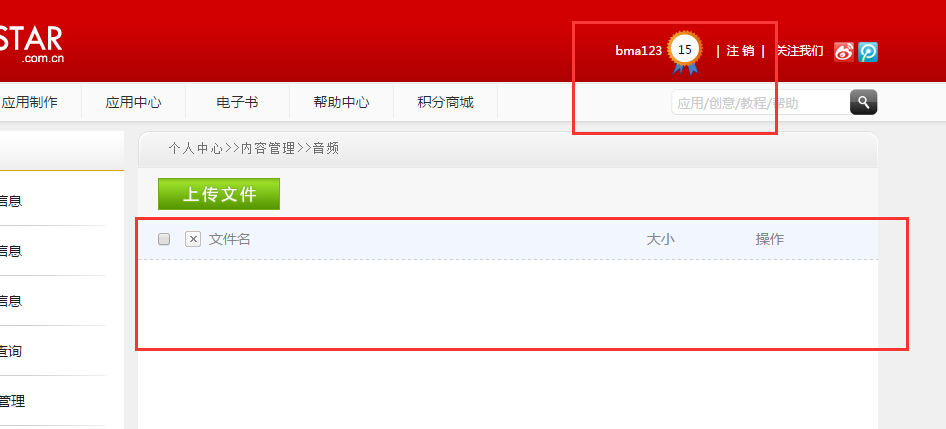 STAR
.com.cn
bma123 15 | 注 销 | 关注我们
应用制作 应用中心 电子书 帮助中心 积分商城
应用/创意/教程/帮助
个人中心>>内容管理>>音频
上传文件
信息
信息
信息
查询
管理
文件名 大小 操作